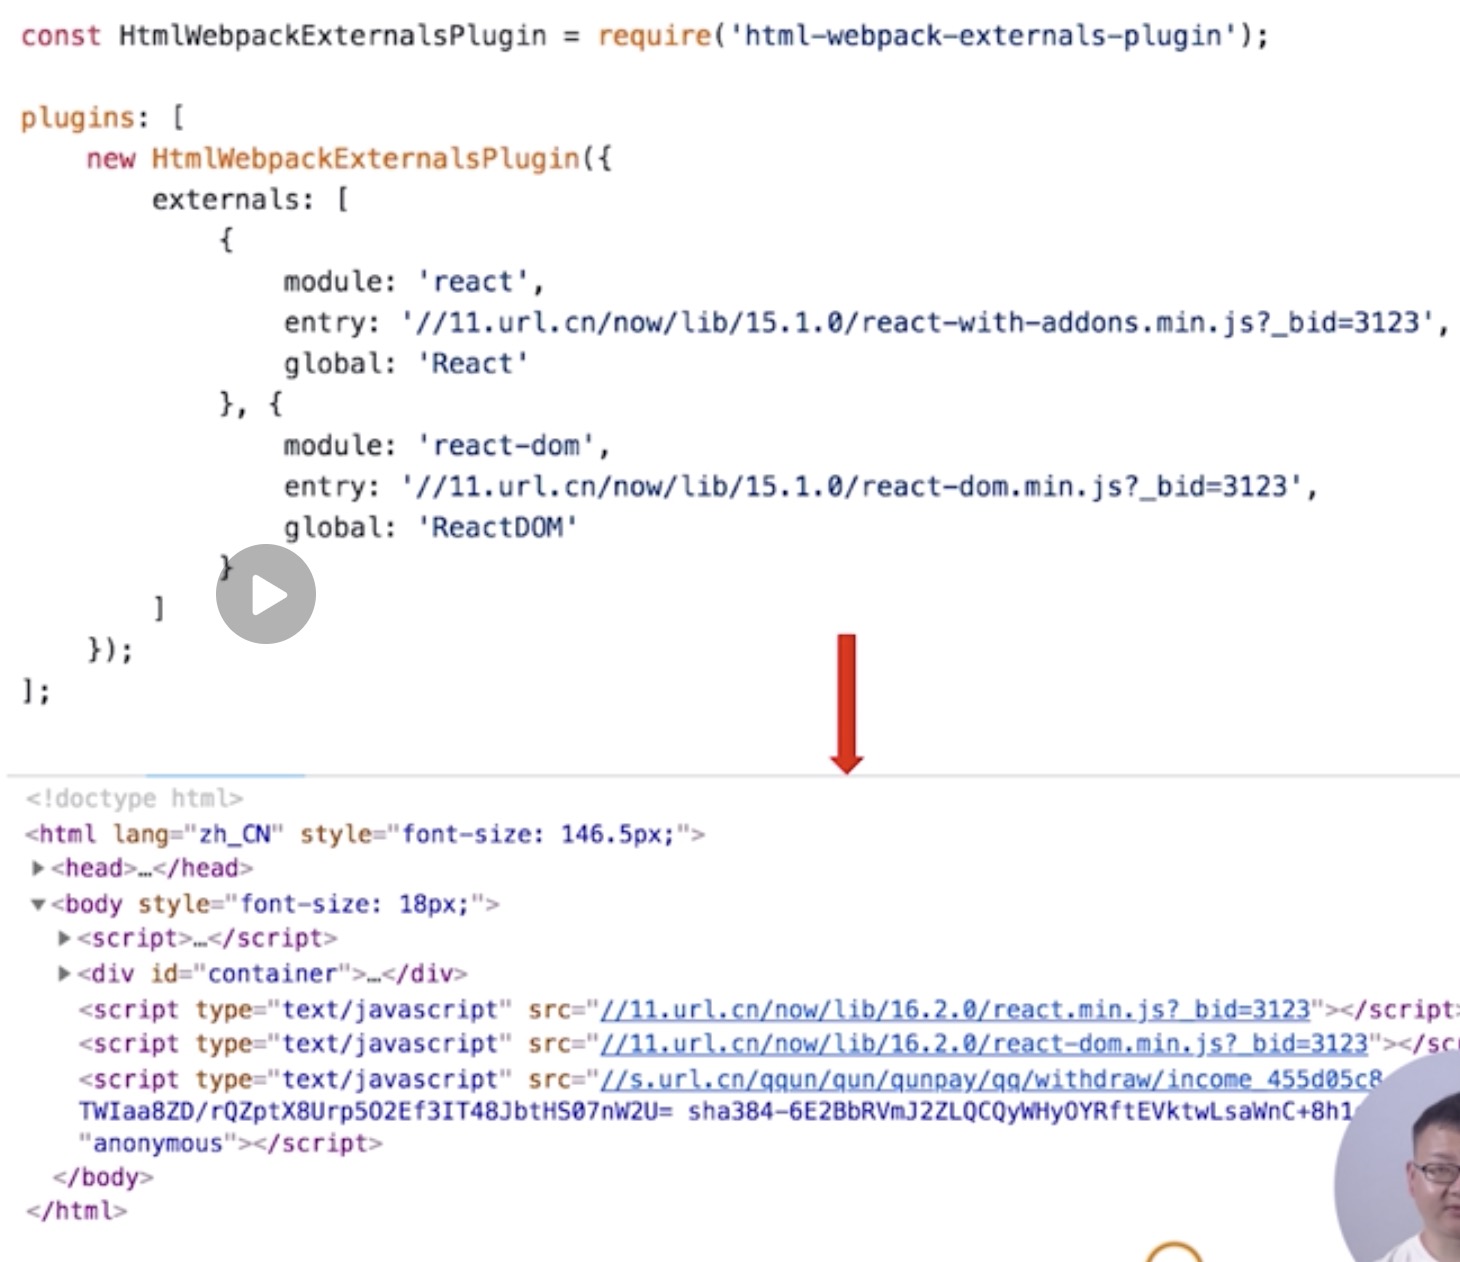 const HtmlWebpackExternalsPlugin = require('html-webpack-externals-plugin');
plugins: [
new HtmlWebpackExternalsPlugin({
externals: [
{
module: 'react',
entry: '//11.url.cn/now/lib/15.1.0/react-with-addons.min.js?_bid=3123',
global: 'React'
}, {
module: 'react-dom',
entry: '//11.url.cn/now/lib/15.1.0/react-dom.min.js?_bid=3123',
global: 'ReactDOM'
}
]
});
];
<!doctype html>
<html lang="zh_CN" style="font-size: 146.5px;">
<head>…</head>
<body style="font-size: 18px;">
<script>…</script>
<div id="container">…</div>
<script type="text/javascript" src="//11.url.cn/now/lib/16.2.0/react.min.js?_bid=3123"></script>
<script type="text/javascript" src="//11.url.cn/now/lib/16.2.0/react-dom.min.js?_bid=3123"></scr
<script type="text/javascript" src="//s.url.cn/qqun/qun/qunpay/qq/withdraw/income_455d05c8
TWIaa8ZD/rQZptX8Urp5O2Ef3IT48JbtHS07nW2U= sha384-6E2BbRVmJ2ZLQCQyWHyOYRftEVktwLsaWnC+8h1
"anonymous"></script>
</body>
</html>